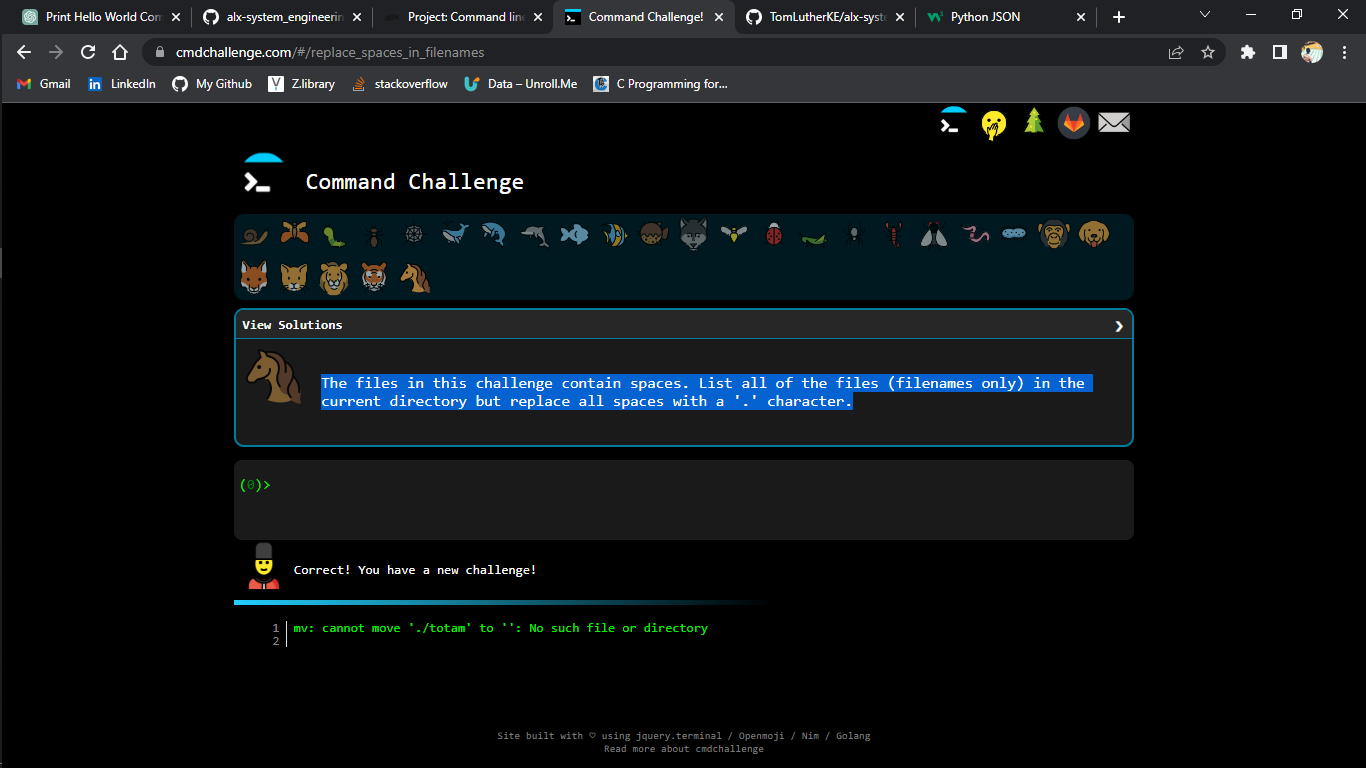 Print Hello World Con
alx-system_engineerin
Project: Command line
Command Challenge!
TomLutherKE/alx-syste
Python JSON
cmdchallenge.com/#/replace_spaces_in_filenames
Gmail
LinkedIn
My Github
Z.library
stackoverflow
Data – Unroll.Me
C Programming for...
Command Challenge
View Solutions
The files in this challenge contain spaces. List all of the files (filenames only) in the
current directory but replace all spaces with a '.' character.
(0)>
Correct! You have a new challenge!
1 mv: cannot move './totam' to '': No such file or directory
2
Site built with ♡ using jquery.terminal / Openmoji / Nim / Golang
Read more about cmdchallenge